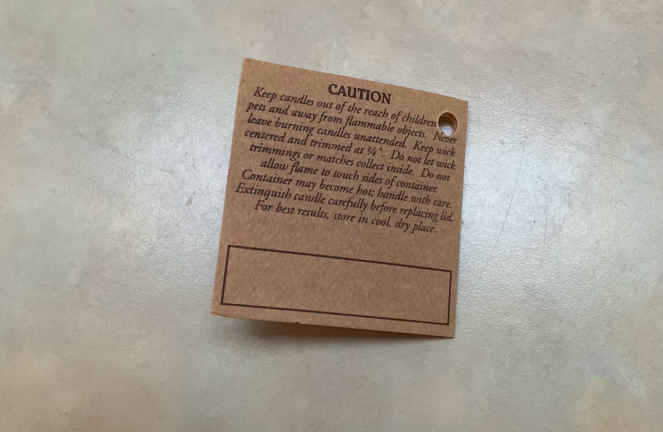 CAUTION
Keep candles out of the reach of children
pets and away from flammable objects. Never
leave burning candles unattended. Keep wick
centered and trimmed at ¼". Do not let wick
trimmings or matches collect inside. Do not
allow flame to touch sides of container.
Container may become hot; handle with care.
Extinguish candle carefully before replacing lid.
For best results, store in cool, dry place.